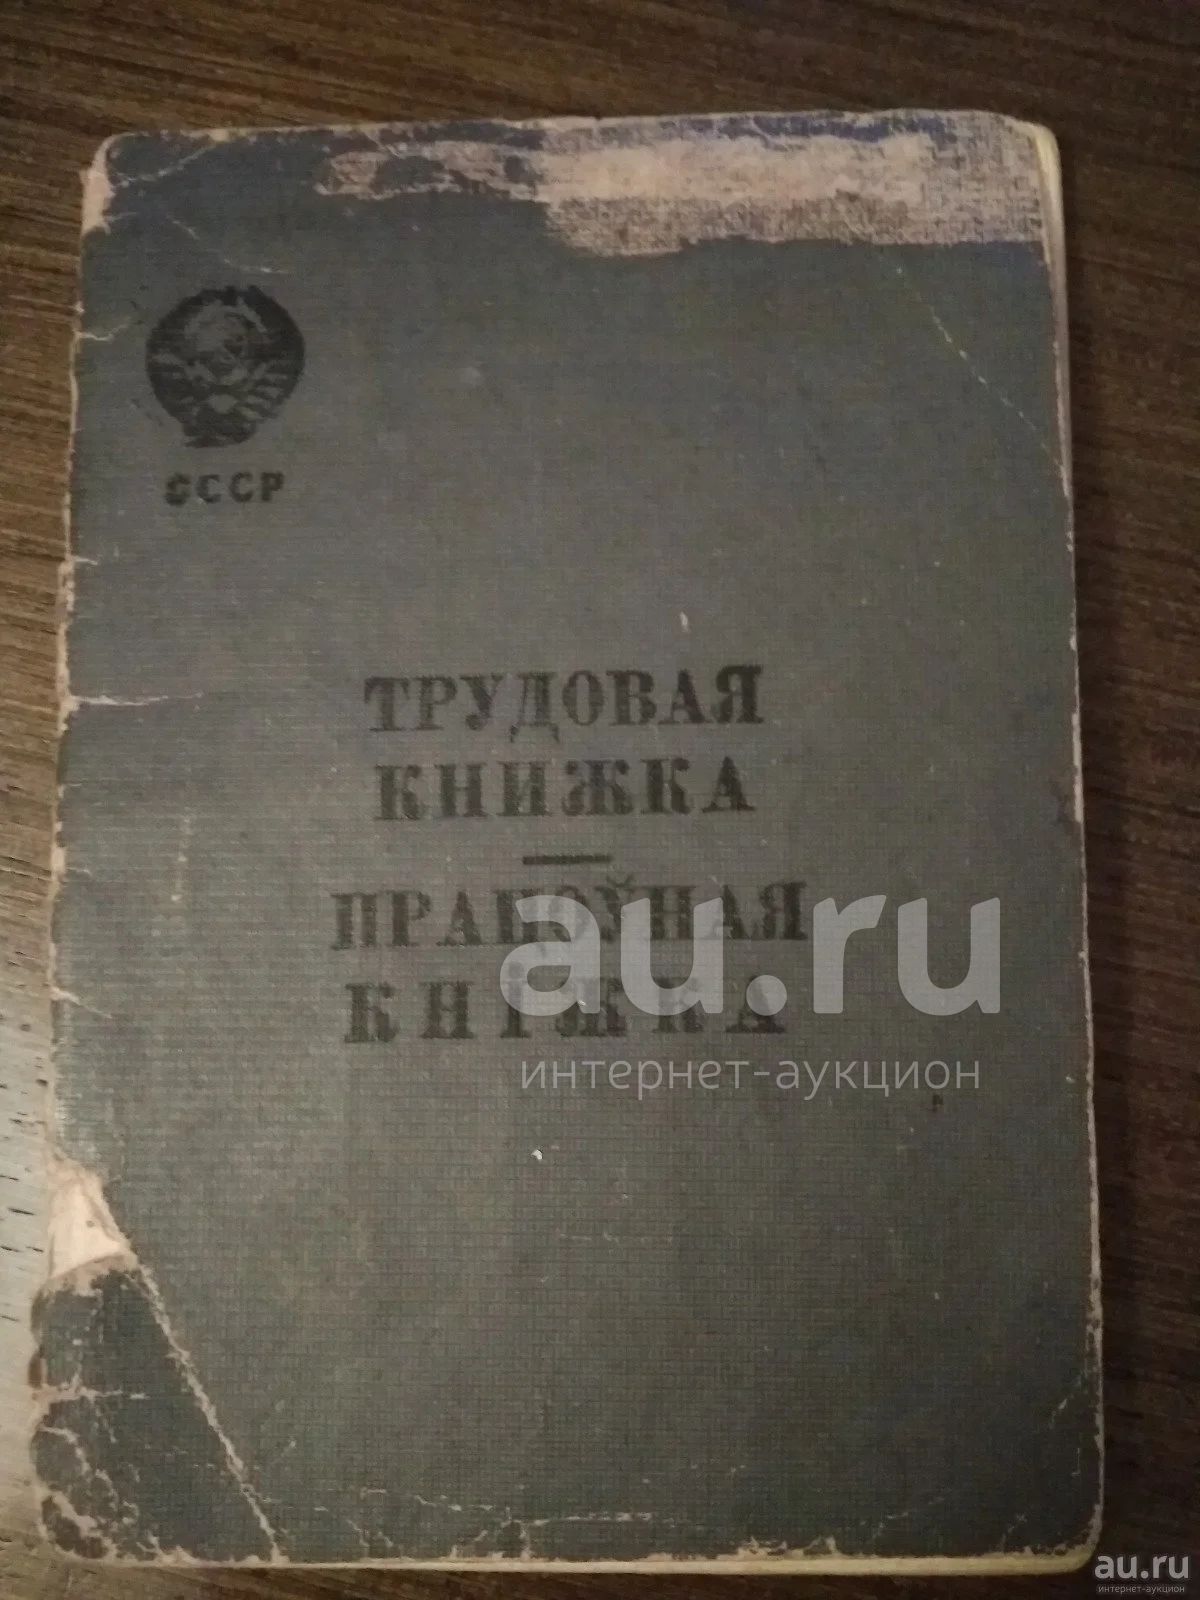 СССР
ТРУДОВАЯ
КНИЖКА
ПРАЦОЎНАЯ
КНІЖКА
au.ru
интернет-аукцион
au.ru
интернет-аукцион